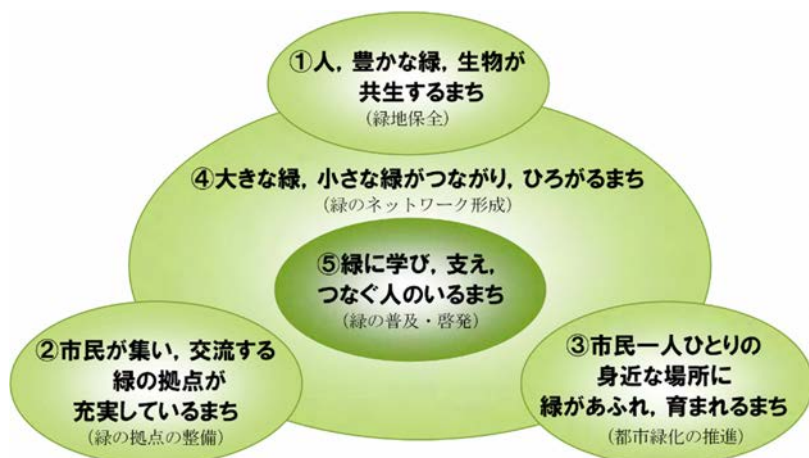 ①人，豊かな緑，生物が
共生するまち
(緑地保全)
④大きな緑，小さな緑がつながり，ひろがるまち
(緑のネットワーク形成)
⑤緑に学び，支え，
つなぐ人のいるまち
(緑の普及・啓発)
②市民が集い，交流する
緑の拠点が
充実しているまち
(緑の拠点の整備)
③市民一人ひとりの
身近な場所に
緑があふれ，育まれるまち
(都市緑化の推進)